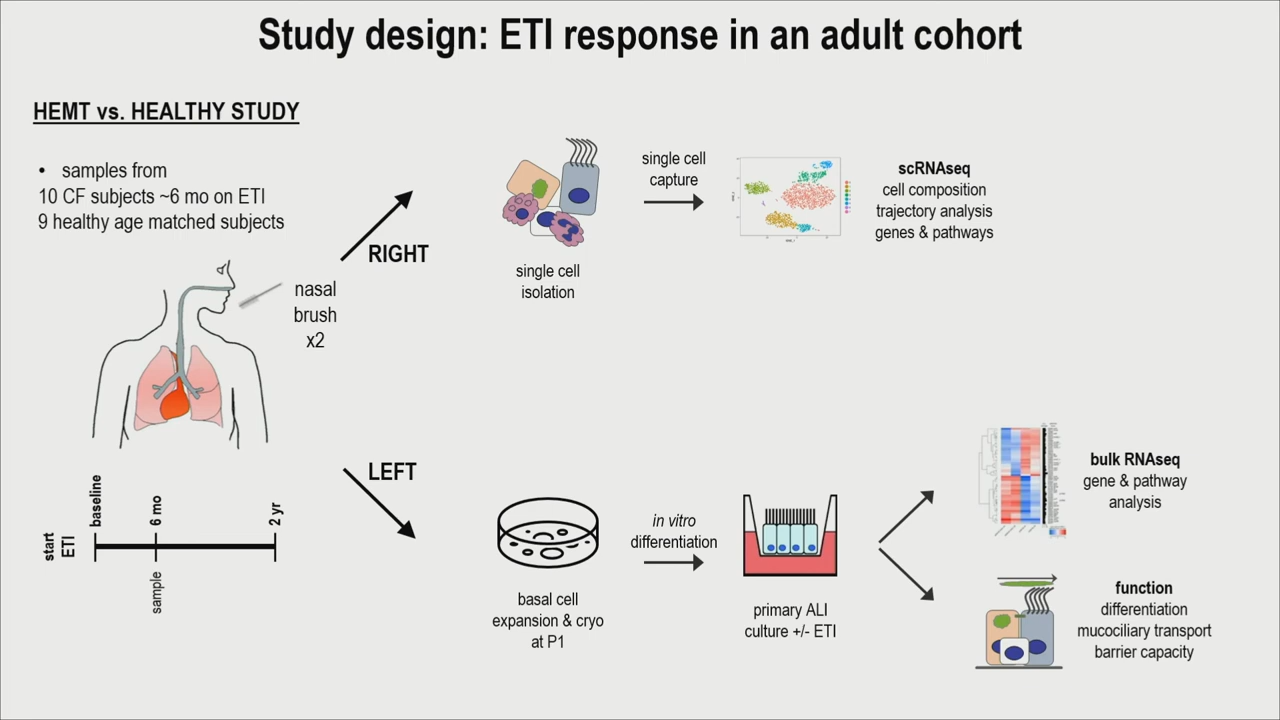 Study design: ETI response in an adult cohort
HEMT vs. HEALTHY STUDY
• samples from
10 CF subjects ~6 mo on ETI
9 healthy age matched subjects
RIGHT
nasal
brush
x2
single cell
isolation
single cell
capture
scRNAseq
cell composition
trajectory analysis
genes & pathways
LEFT
start
ETI
baseline
6 mo
2 yr
sample
basal cell
expansion & cryo
at P1
in vitro
differentiation
primary ALI
culture +/- ETI
bulk RNAseq
gene & pathway
analysis
function
differentiation
mucociliary transport
barrier capacity